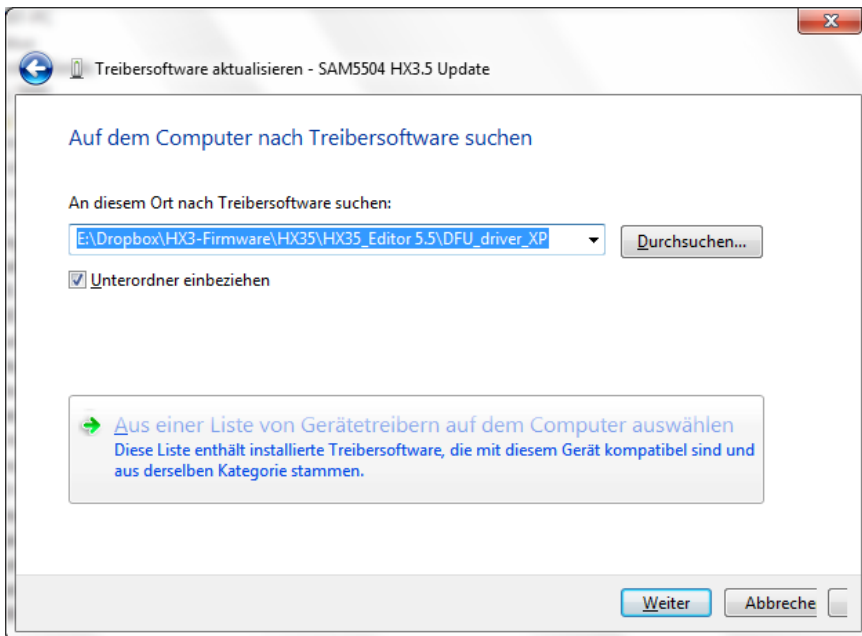 Treibersoftware aktualisieren - SAM5504 HX3.5 Update
Auf dem Computer nach Treibersoftware suchen
An diesem Ort nach Treibersoftware suchen:
E:\Dropbox\HX3-Firmware\HX35\HX35_Editor 5.5\DFU_driver_XP
Durchsuchen...
Unterordner einbeziehen
Aus einer Liste von Gerätetreibern auf dem Computer auswählen
Diese Liste enthält installierte Treibersoftware, die mit diesem Gerät kompatibel sind und
aus derselben Kategorie stammen.
Weiter
Abbreche